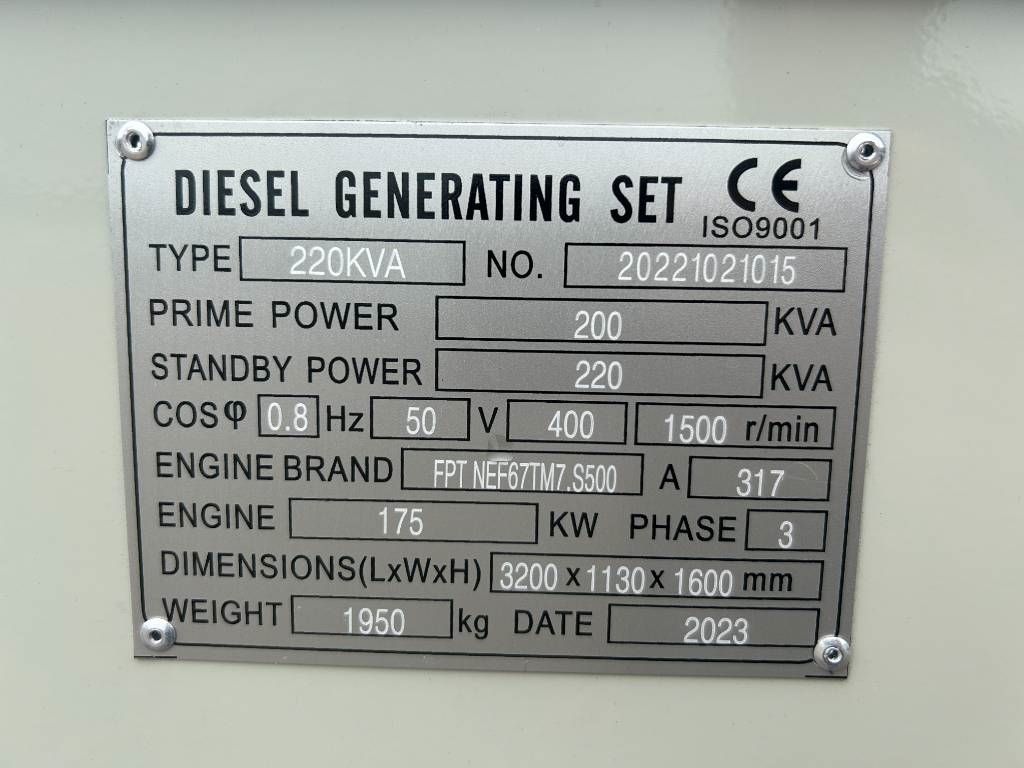 DIESEL GENERATING SET CE
ISO9001
TYPE 220KVA NO. 20221021015
PRIME POWER 200 KVA
STANDBY POWER 220 KVA
COSφ 0.8 Hz 50 V 400 1500 r/min
ENGINE BRAND FPT NEF67TM7.S500 A 317
ENGINE 175 KW PHASE 3
DIMENSIONS(LxWxH) 3200 x 1130 x 1600 mm
WEIGHT 1950 kg DATE 2023